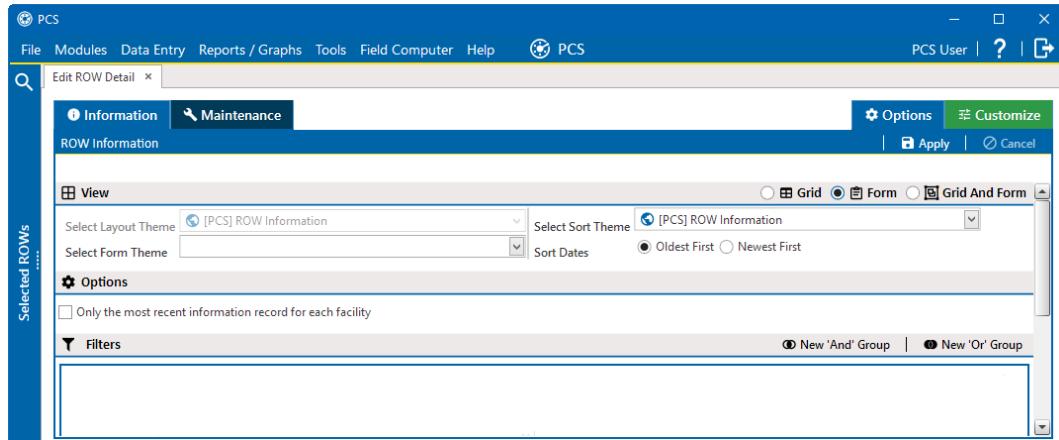 PCS
File Modules Data Entry Reports / Graphs Tools Field Computer Help PCS PCS User ?
Edit ROW Detail ×
Information Maintenance Options Customize
ROW Information Apply Cancel
View Grid Form Grid And Form
Select Layout Theme [PCS] ROW Information Select Sort Theme [PCS] ROW Information
Select Form Theme Sort Dates Oldest First Newest First
Options
Only the most recent information record for each facility
Filters New 'And' Group New 'Or' Group
Selected ROWs